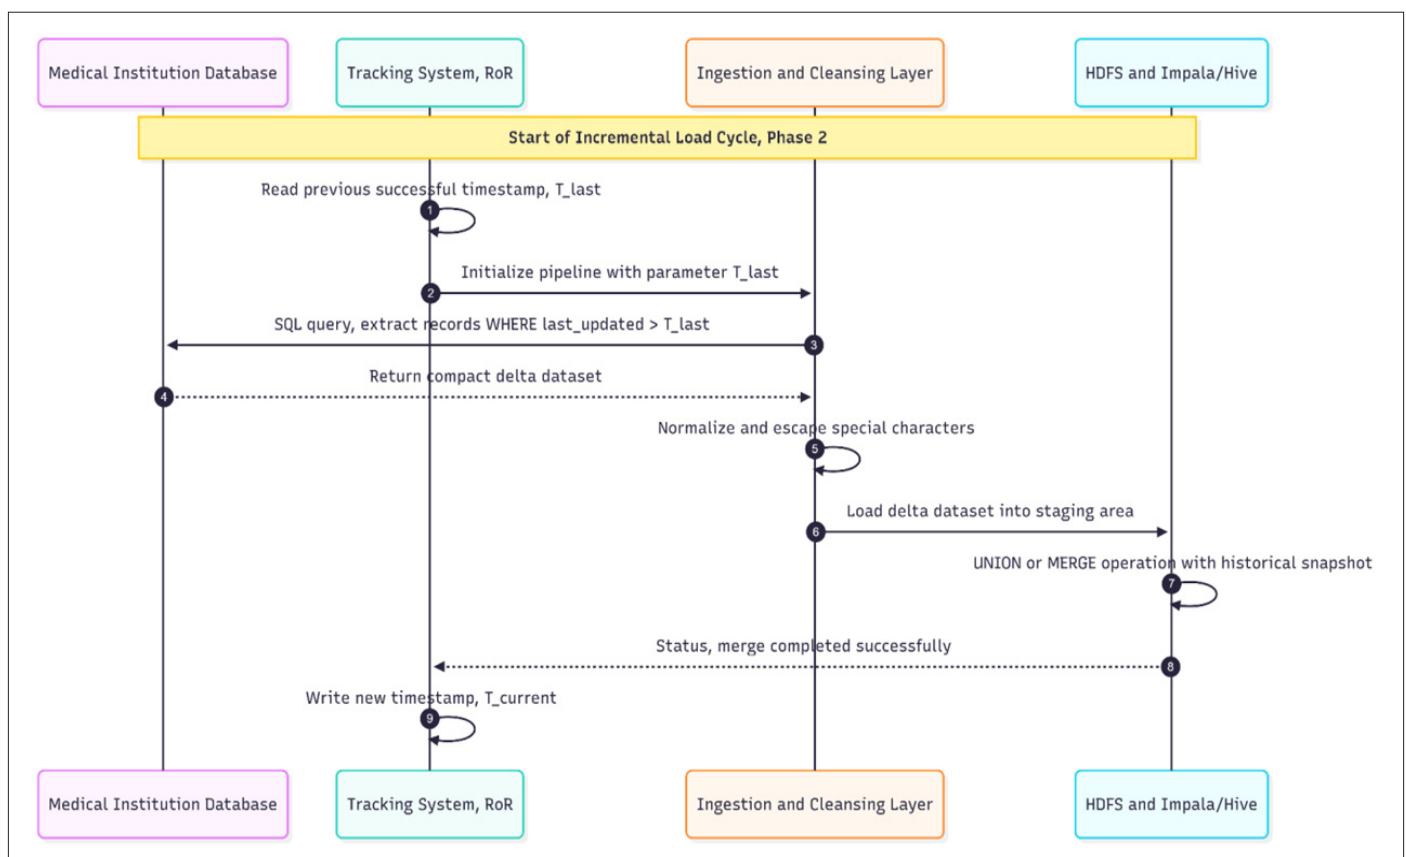 Medical Institution Database
Tracking System, RoR
Ingestion and Cleansing Layer
HDFS and Impala/Hive
Start of Incremental Load Cycle, Phase 2
Read previous successful timestamp, T_last
1
Initialize pipeline with parameter T_last
2
SQL query, extract records WHERE last_updated > T_last
3
Return compact delta dataset
4
Normalize and escape special characters
5
Load delta dataset into staging area
6
UNION or MERGE operation with historical snapshot
7
Status, merge completed successfully
8
Write new timestamp, T_current
9
Medical Institution Database
Tracking System, RoR
Ingestion and Cleansing Layer
HDFS and Impala/Hive